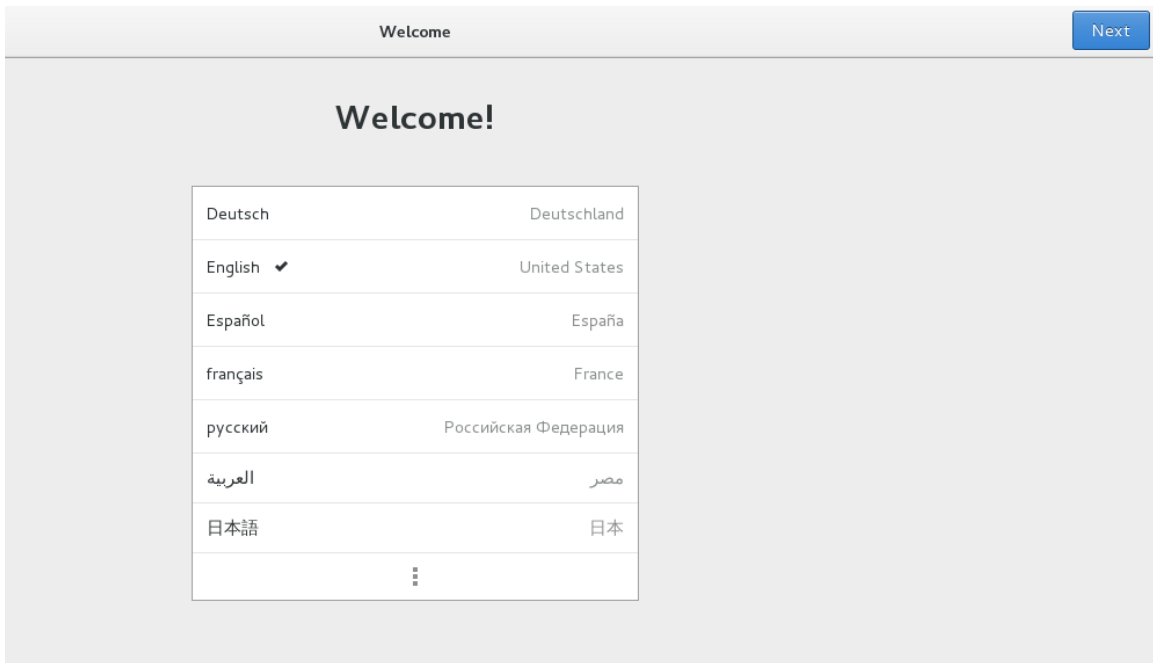 Welcome
Next
Welcome!
Deutsch Deutschland
English ✔ United States
Español España
français France
русский Российская Федерация
العربية مصر
日本語 日本